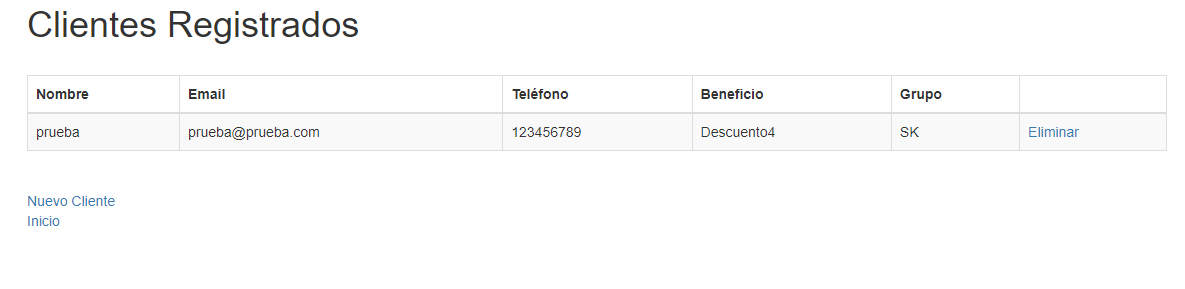 Clientes Registrados
Nombre Email Teléfono Beneficio Grupo
prueba prueba@prueba.com 123456789 Descuento4 SK Eliminar
Nuevo Cliente
Inicio